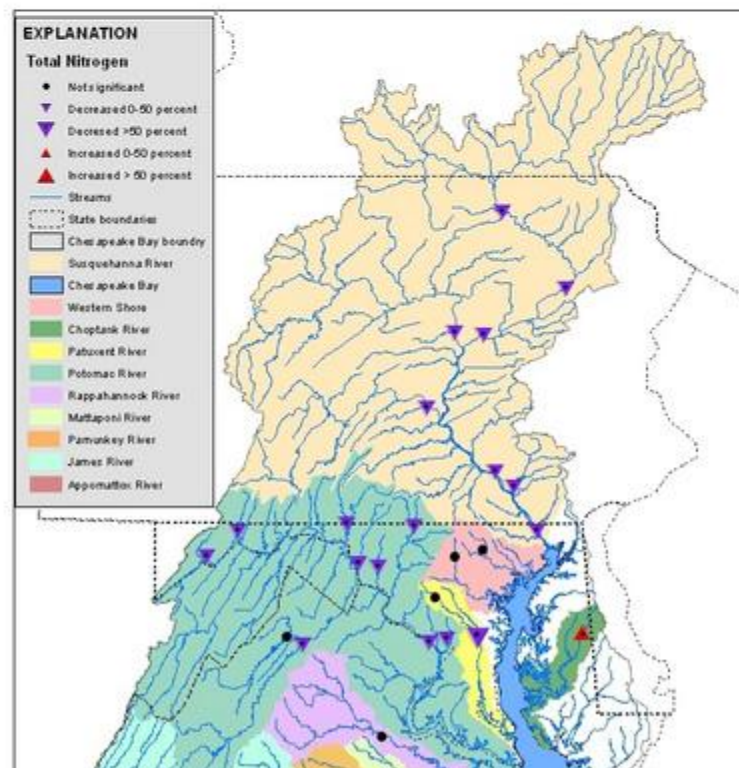 EXPLANATION
Total Nitrogen
Not significant
Decreased 0-50 percent
Decresed >50 percent
Increased 0-50 percent
Increased > 50 percent
Streams
State boundaries
Chesapeake Bay boundry
Susquehanna River
Chesapeake Bay
Western Shore
Choptank River
Patuxent River
Potomac River
Rappahannock River
Mattaponi River
Pamunkey River
James River
Appomattox River